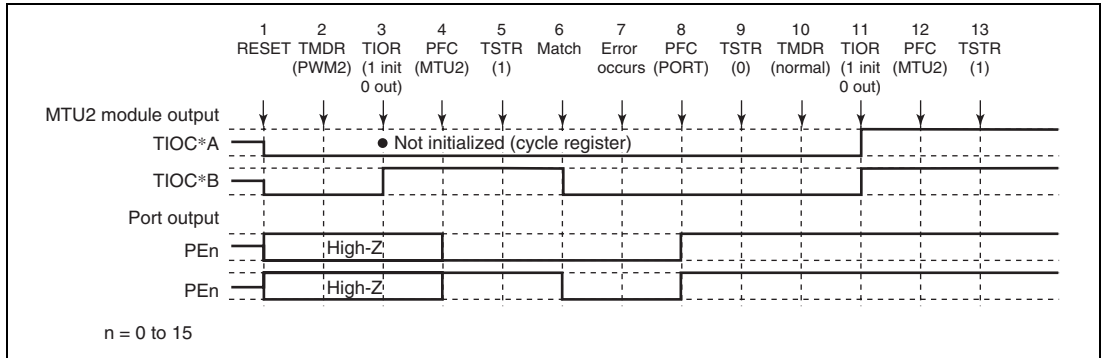 1 2 3 4 5 6 7 8 9 10 11 12 13
RESET TMDR TIOR PFC TSTR Match Error PFC TSTR TMDR TIOR PFC TSTR
(PWM2) (1 init (MTU2) (1) occurs (PORT) (0) (normal) (1 init (MTU2) (1)
0 out) 0 out)
MTU2 module output
TIOC*A
● Not initialized (cycle register)
TIOC*B
Port output
PEn
High-Z
PEn
High-Z
n = 0 to 15